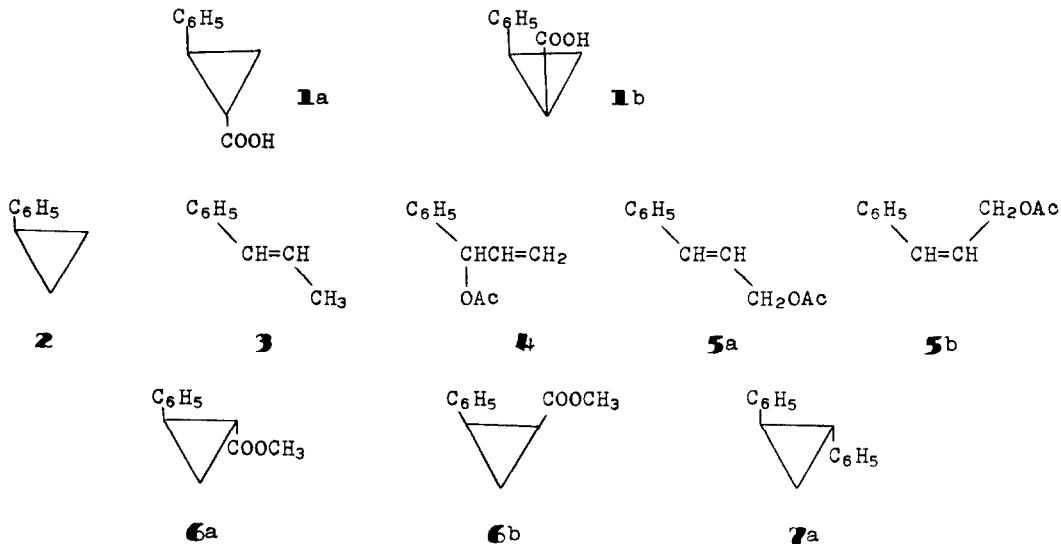 C₆H₅ C₆H₅ COOH
1a 1b
COOH
C₆H₅ C₆H₅ C₆H₅ C₆H₅ C₆H₅ CH₂OAc
CH=CH CHCH=CH₂ CH=CH CH=CH
CH₃ OAc CH₂OAc
2 3 4 5a 5b
C₆H₅ C₆H₅ COOCH₃ C₆H₅
COOCH₃ C₆H₅
6a 6b 7a